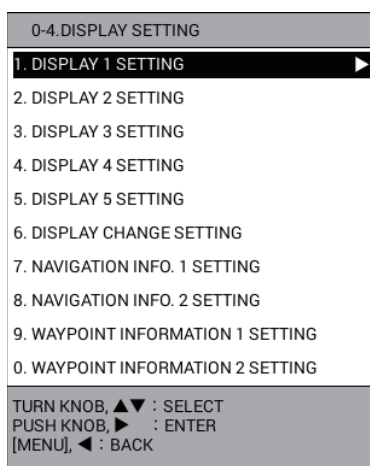 0-4.DISPLAY SETTING
1. DISPLAY 1 SETTING ▶
2. DISPLAY 2 SETTING
3. DISPLAY 3 SETTING
4. DISPLAY 4 SETTING
5. DISPLAY 5 SETTING
6. DISPLAY CHANGE SETTING
7. NAVIGATION INFO. 1 SETTING
8. NAVIGATION INFO. 2 SETTING
9. WAYPOINT INFORMATION 1 SETTING
0. WAYPOINT INFORMATION 2 SETTING
TURN KNOB, ▲▼ : SELECT
PUSH KNOB, ▶ : ENTER
[MENU], ◀ : BACK